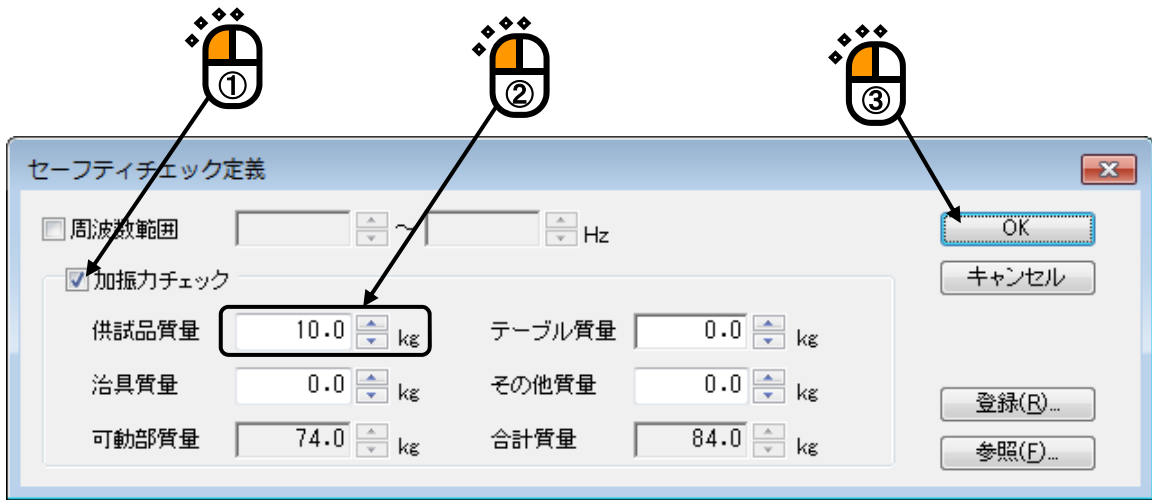 ① ② ③
セーフティチェック定義
周波数範囲 ～ Hz OK
加振力チェック キャンセル
供試品質量 10.0 kg テーブル質量 0.0 kg
治具質量 0.0 kg その他質量 0.0 kg 登録(R)...
可動部質量 74.0 kg 合計質量 84.0 kg 参照(F)...